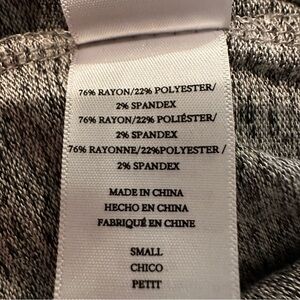 76% RAYON/22% POLYESTER/
2% SPANDEX
76% RAYON/22% POLIÉSTER/
2% SPANDEX
76% RAYONNE/22%POLYESTER /
2% SPANDEX
MADE IN CHINA
HECHO EN CHINA
FABRIQUÉ EN CHINE
SMALL
CHICO
PETIT